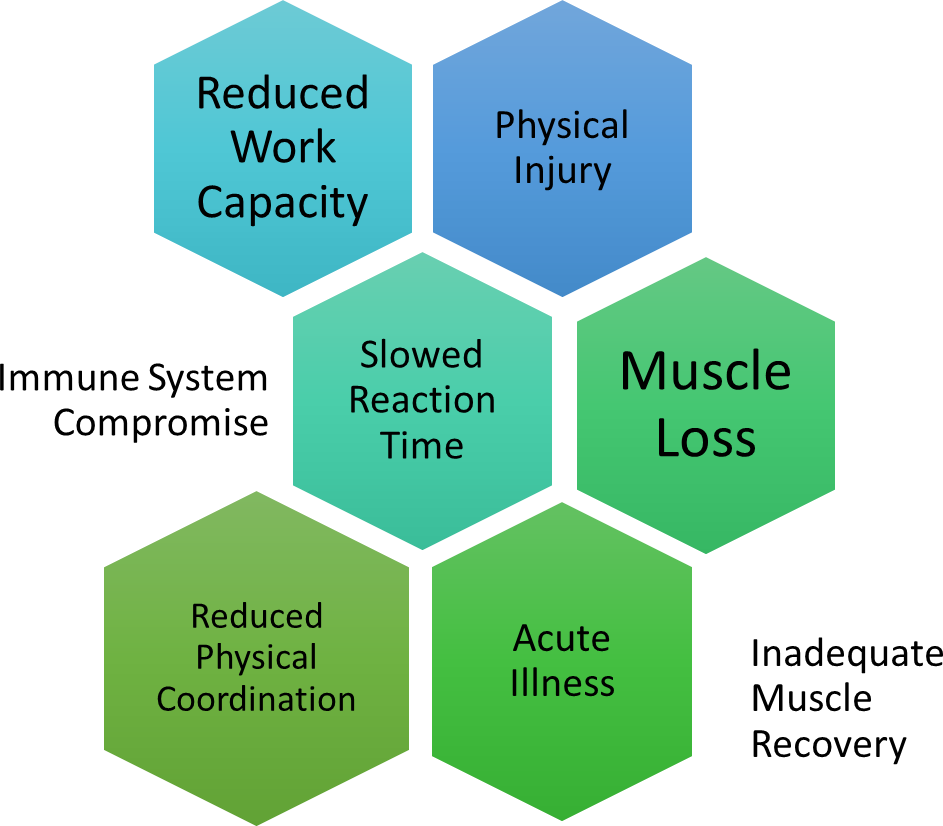 Reduced
Work
Capacity
Physical
Injury
Immune System
Compromise
Slowed
Reaction
Time
Muscle
Loss
Reduced
Physical
Coordination
Acute
Illness
Inadequate
Muscle
Recovery